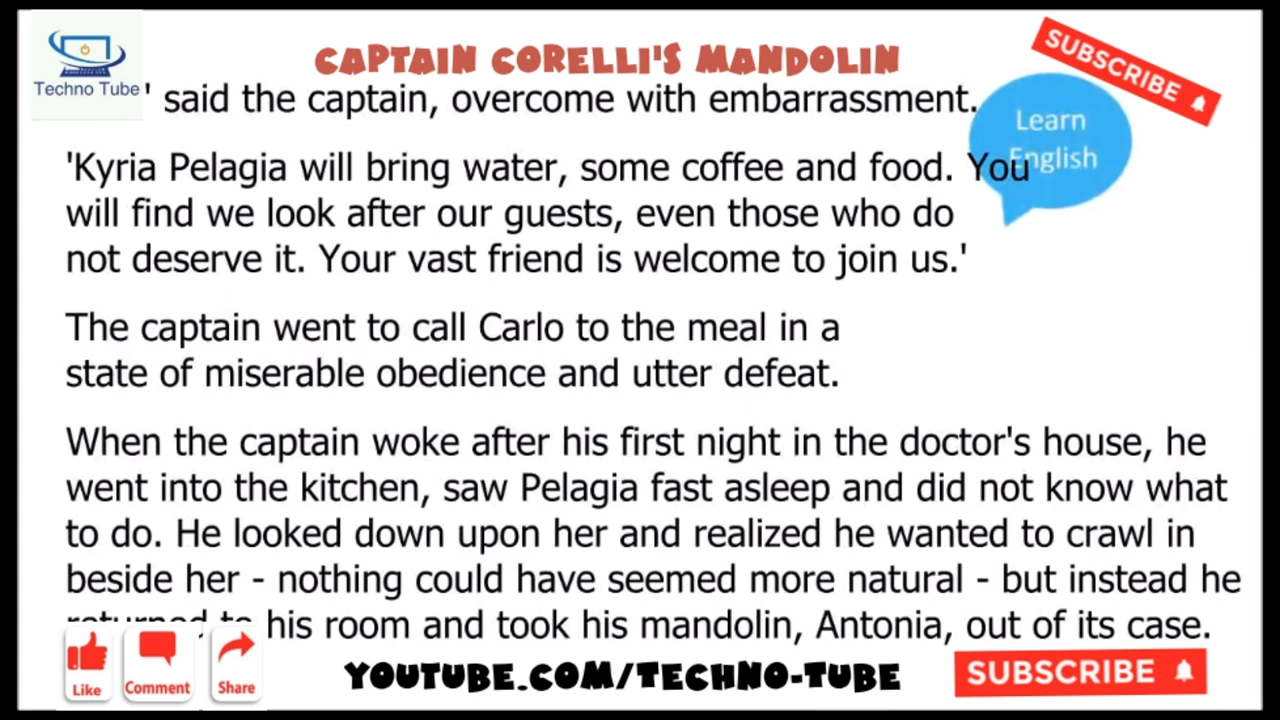 CAPTAIN CORELLI'S MANDOLIN
SUBSCRIBE
Techno Tube
' said the captain, overcome with embarrassment.
Learn
English
'Kyria Pelagia will bring water, some coffee and food. You
will find we look after our guests, even those who do
not deserve it. Your vast friend is welcome to join us.'
The captain went to call Carlo to the meal in a
state of miserable obedience and utter defeat.
When the captain woke after his first night in the doctor's house, he
went into the kitchen, saw Pelagia fast asleep and did not know what
to do. He looked down upon her and realized he wanted to crawl in
beside her - nothing could have seemed more natural - but instead he
returned to his room and took his mandolin, Antonia, out of its case.
Like
Comment
Share
YOUTUBE.COM/TECHNO-TUBE
SUBSCRIBE